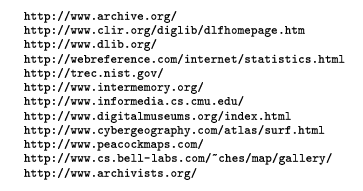 http://www.archive.org/
http://www.clir.org/diglib/dlfhomepage.htm
http://www.dlib.org/
http://webreference.com/internet/statistics.html
http://trec.nist.gov/
http://www.intermemory.org/
http://www.informedia.cs.cmu.edu/
http://www.digitalmuseums.org/index.html
http://www.cybergeography.com/atlas/surf.html
http://www.peacockmaps.com/
http://www.cs.bell-labs.com/~ches/map/gallery/
http://www.archivists.org/